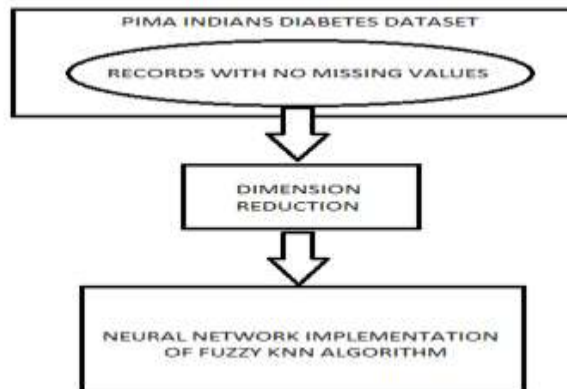 PIMA INDIANS DIABETES DATASET
RECORDS WITH NO MISSING VALUES
DIMENSION
REDUCTION
NEURAL NETWORK IMPLEMENTATION
OF FUZZY KNN ALGORITHM